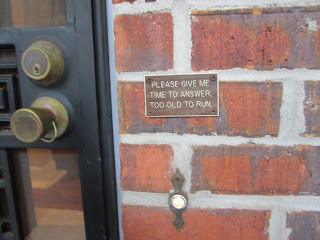 PLEASE GIVE ME
TIME TO ANSWER,
TOO OLD TO RUN.